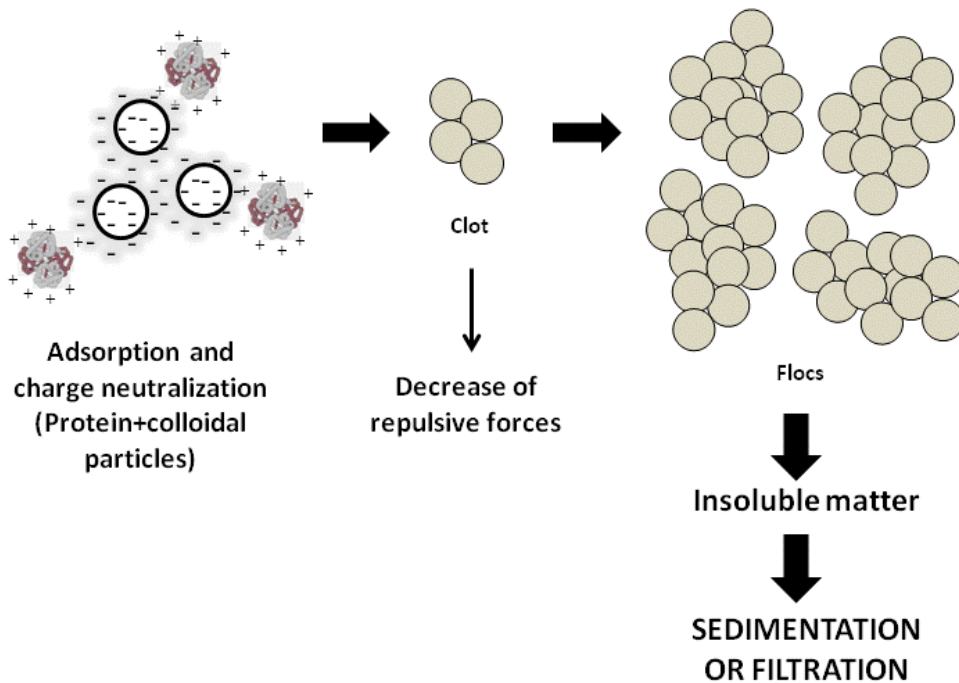 Adsorption and
charge neutralization
(Protein+colloidal
particles)
Clot
Decrease of
repulsive forces
Flocs
Insoluble matter
SEDIMENTATION
OR FILTRATION